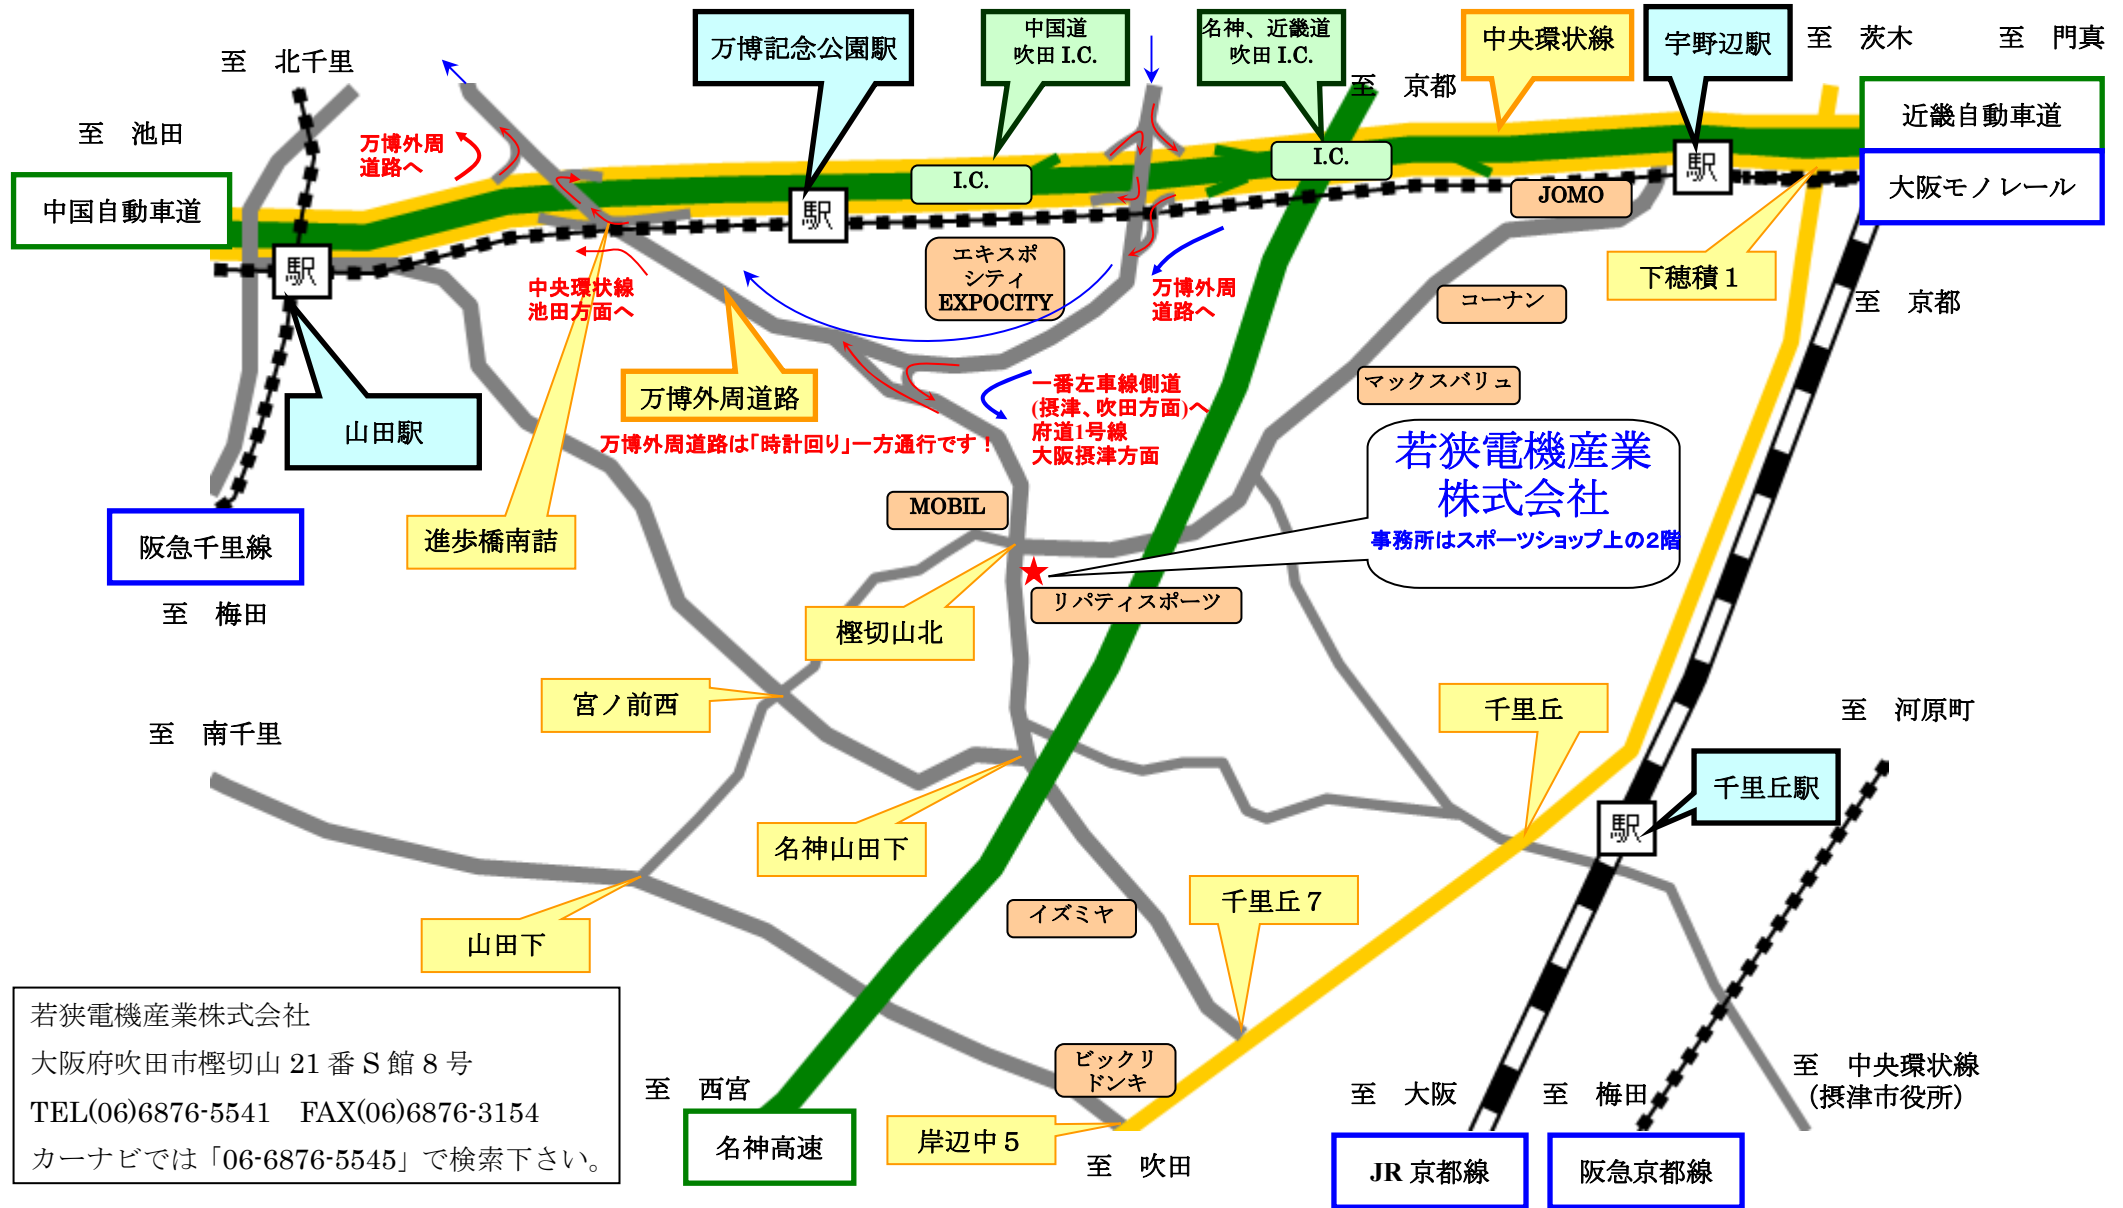 万博記念公園駅
中国道
吹田 I.C.
名神、近畿道
吹田 I.C.
中央環状線
宇野辺駅
至　茨木
至　門真
至　北千里
至　京都
至　池田
万博外周
道路へ
近畿自動車道
I.C.
I.C.
駅
JOMO
大阪モノレール
中国自動車道
駅
駅
エキスポ
シティ
EXPOCITY
中央環状線
池田方面へ
万博外周
道路へ
下穂積１
コーナン
至　京都
万博外周道路
マックスバリュ
一番左車線側道
(摂津、吹田方面)へ
府道1号線
大阪摂津方面
山田駅
万博外周道路は「時計回り」一方通行です！
若狭電機産業
株式会社
事務所はスポーツショップ上の2階
MOBIL
進歩橋南詰
阪急千里線
至　梅田
リパティスポーツ
樫切山北
宮ノ前西
至　南千里
千里丘
至　河原町
千里丘駅
駅
名神山田下
山田下
イズミヤ
千里丘７
若狭電機産業株式会社
大阪府吹田市樫切山 21 番 S 館 8 号
TEL(06)6876-5541　FAX(06)6876-3154
カーナビでは「06-6876-5545」で検索下さい。
ビックリ
ドンキ
至　西宮
名神高速
岸辺中５
至　吹田
至　大阪
JR 京都線
至　梅田
阪急京都線
至　中央環状線
（摂津市役所）